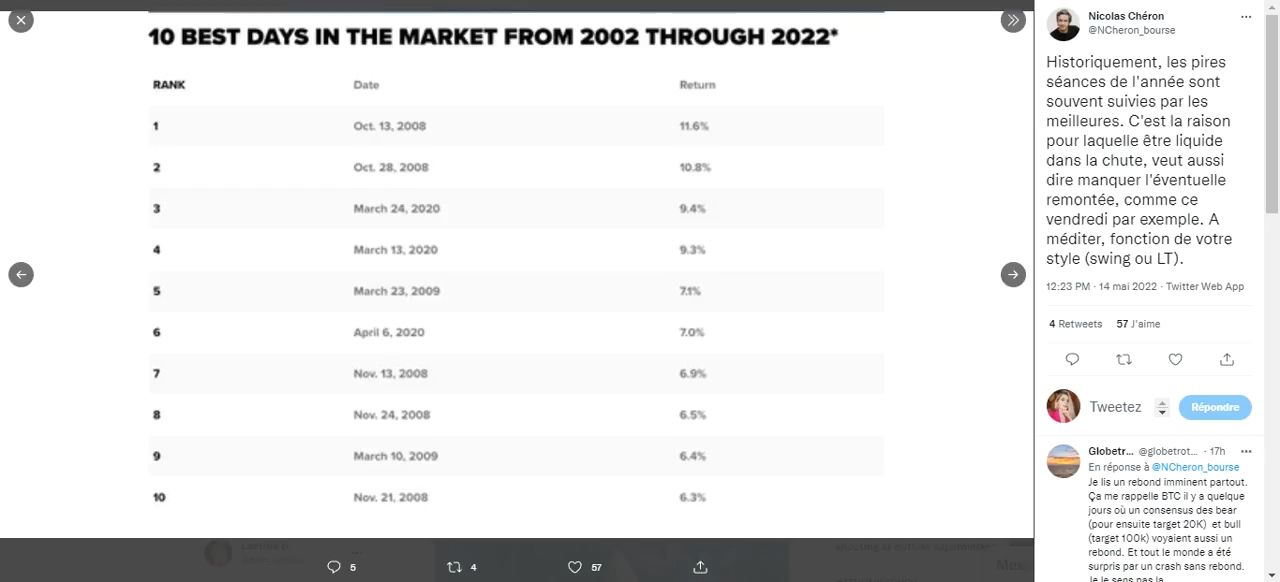 10 BEST DAYS IN THE MARKET FROM 2002 THROUGH 2022*
RANK Date Return
1 Oct. 13, 2008 11.6%
2 Oct. 28, 2008 10.8%
3 March 24, 2020 9.4%
4 March 13, 2020 9.3%
5 March 23, 2009 7.1%
6 April 6, 2020 7.0%
7 Nov. 13, 2008 6.9%
8 Nov. 24, 2008 6.5%
9 March 10, 2009 6.4%
10 Nov. 21, 2008 6.3%
5 4 57
Nicolas Chéron
@NCheron_bourse
Historiquement, les pires
séances de l'année sont
souvent suivies par les
meilleures. C'est la raison
pour laquelle être liquide
dans la chute, veut aussi
dire manquer l'éventuelle
remontée, comme ce
vendredi par exemple. A
méditer, fonction de votre
style (swing ou LT).
12:23 PM · 14 mai 2022 · Twitter Web App
4 Retweets 57 J'aime
Tweetez Répondre
Globetr... @globetrot... · 17h
En réponse à @NCheron_bourse
Je lis un rebond imminent partout.
Ça me rappelle BTC il y a quelque
jours où un consensus des bear
(pour ensuite target 20K) et bull
(target 100k) voyaient aussi un
rebond. Et tout le monde a été
surpris par un crash sans rebond.
Je le sens pas la